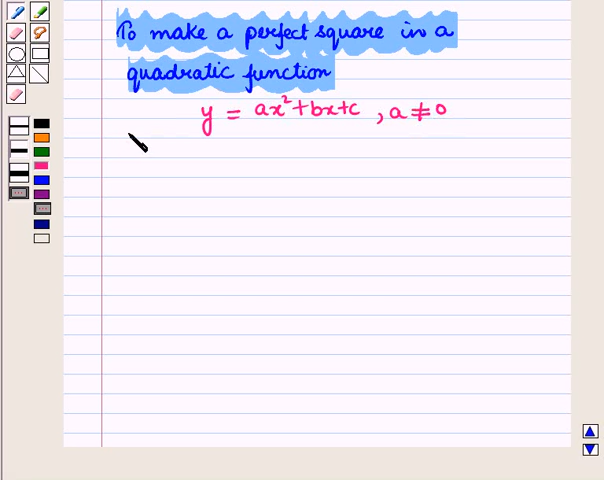 To make a perfect square in a
quadratic function
y = ax²+bx+c , a ≠ 0